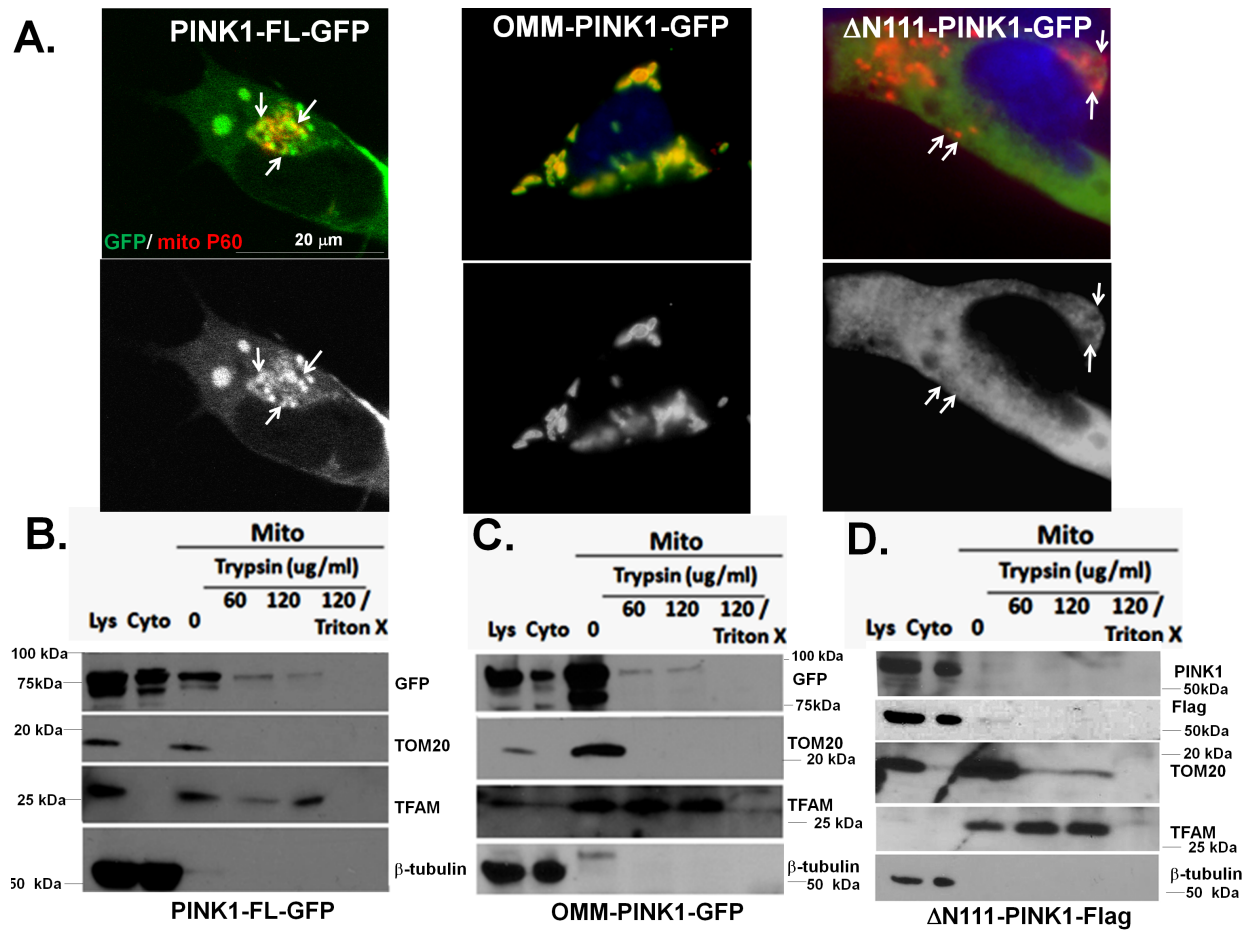 A.
PINK1-FL-GFP
OMM-PINK1-GFP
ΔN111-PINK1-GFP
GFP/ mito P60
20 µm
B.
Mito
Trypsin (ug/ml)
60 120 120 /
Lys Cyto 0 Triton X
100 kDa
75kDa
GFP
20 kDa
TOM20
25 kDa
TFAM
β-tubulin
50 kDa
PINK1-FL-GFP
C.
Mito
Trypsin (ug/ml)
60 120 120 /
Lys Cyto 0 Triton X
100 kDa
GFP
75kDa
TOM20
20 kDa
TFAM
25 kDa
β-tubulin
50 kDa
OMM-PINK1-GFP
D.
Mito
Trypsin (ug/ml)
60 120 120 /
Lys Cyto 0 Triton X
PINK1
50kDa
Flag
50kDa
20 kDa
TOM20
TFAM
25 kDa
β-tubulin
50 kDa
ΔN111-PINK1-Flag